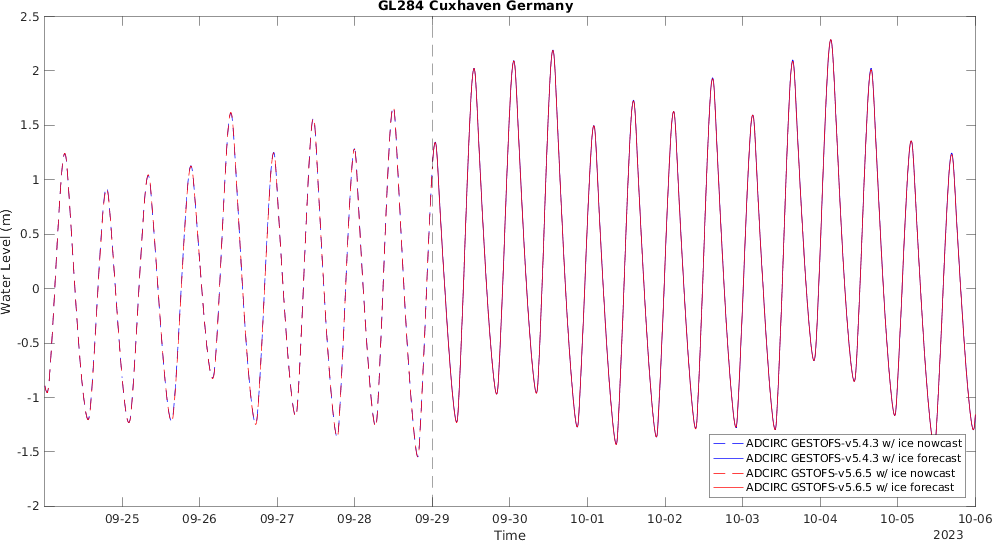 GL284 Cuxhaven Germany
2.5
2
1.5
1
0.5
0
-0.5
-1
-1.5
-2
Water Level (m)
ADCIRC GESTOFS-v5.4.3 w/ ice nowcast
ADCIRC GESTOFS-v5.4.3 w/ ice forecast
ADCIRC GSTOFS-v5.6.5 w/ ice nowcast
ADCIRC GSTOFS-v5.6.5 w/ ice forecast
09-25 09-26 09-27 09-28 09-29 09-30 10-01 10-02 10-03 10-04 10-05 10-06
Time
2023